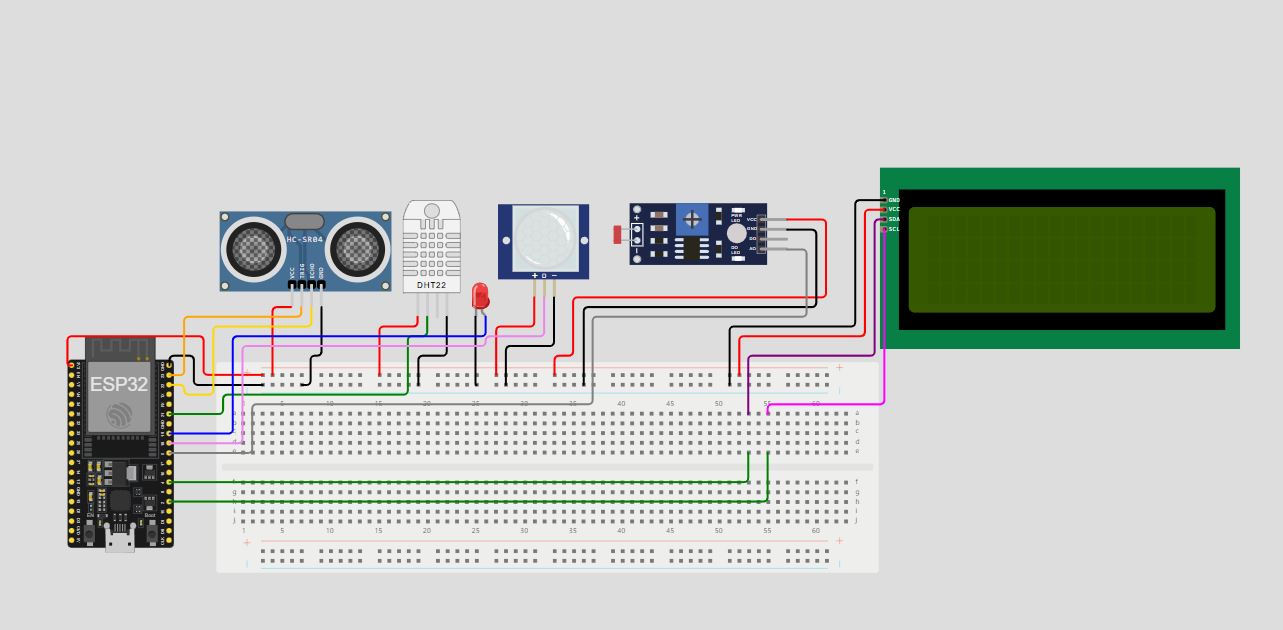 HC-SR04
VCC
TRIG
ECHO
GND
DHT22
+ D −
+
−
PWR
LED
DO
LED
VCC
GND
DO
AO
1
GND
VCC
SDA
SCL
ESP32
EN
Boot
+ +
1 5 10 15 20 25 30 35 40 45 50 55 60
a a
b b
c c
d d
e e
f f
g g
h h
i i
j j
1 5 10 15 20 25 30 35 40 45 50 55 60
+ +